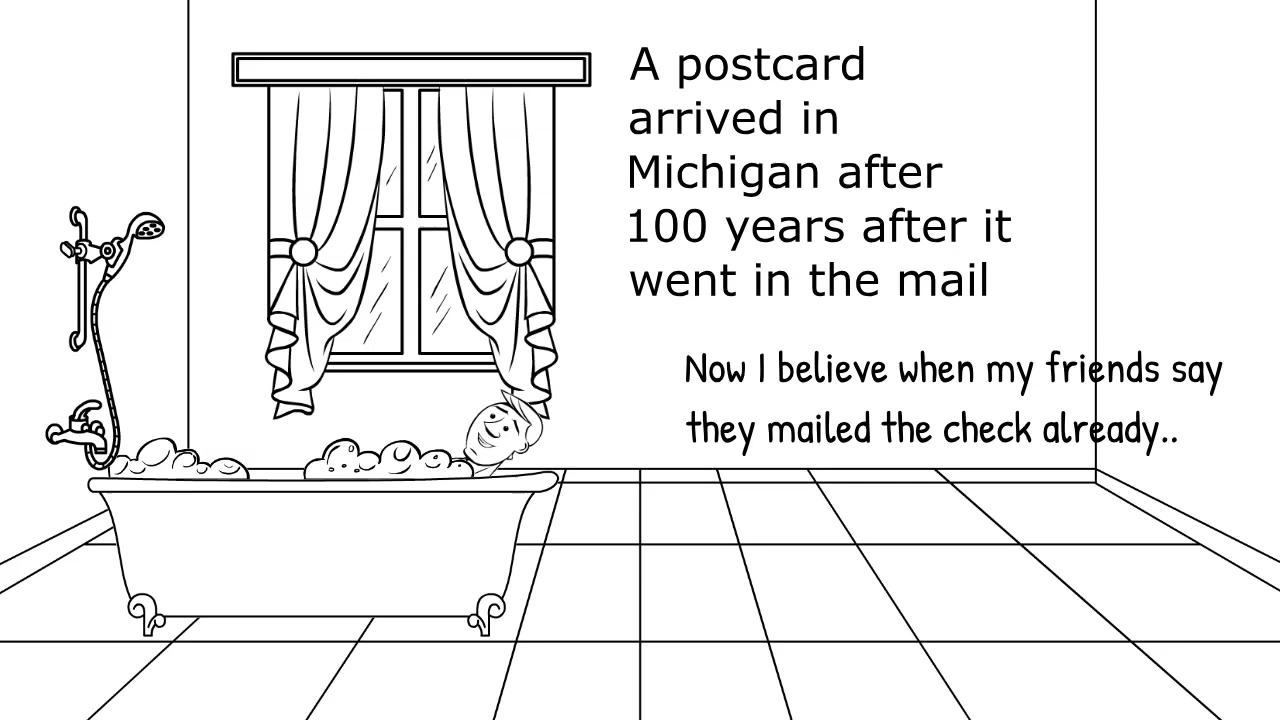 A postcard
arrived in
Michigan after
100 years after it
went in the mail
Now I believe when my friends say
they mailed the check already..